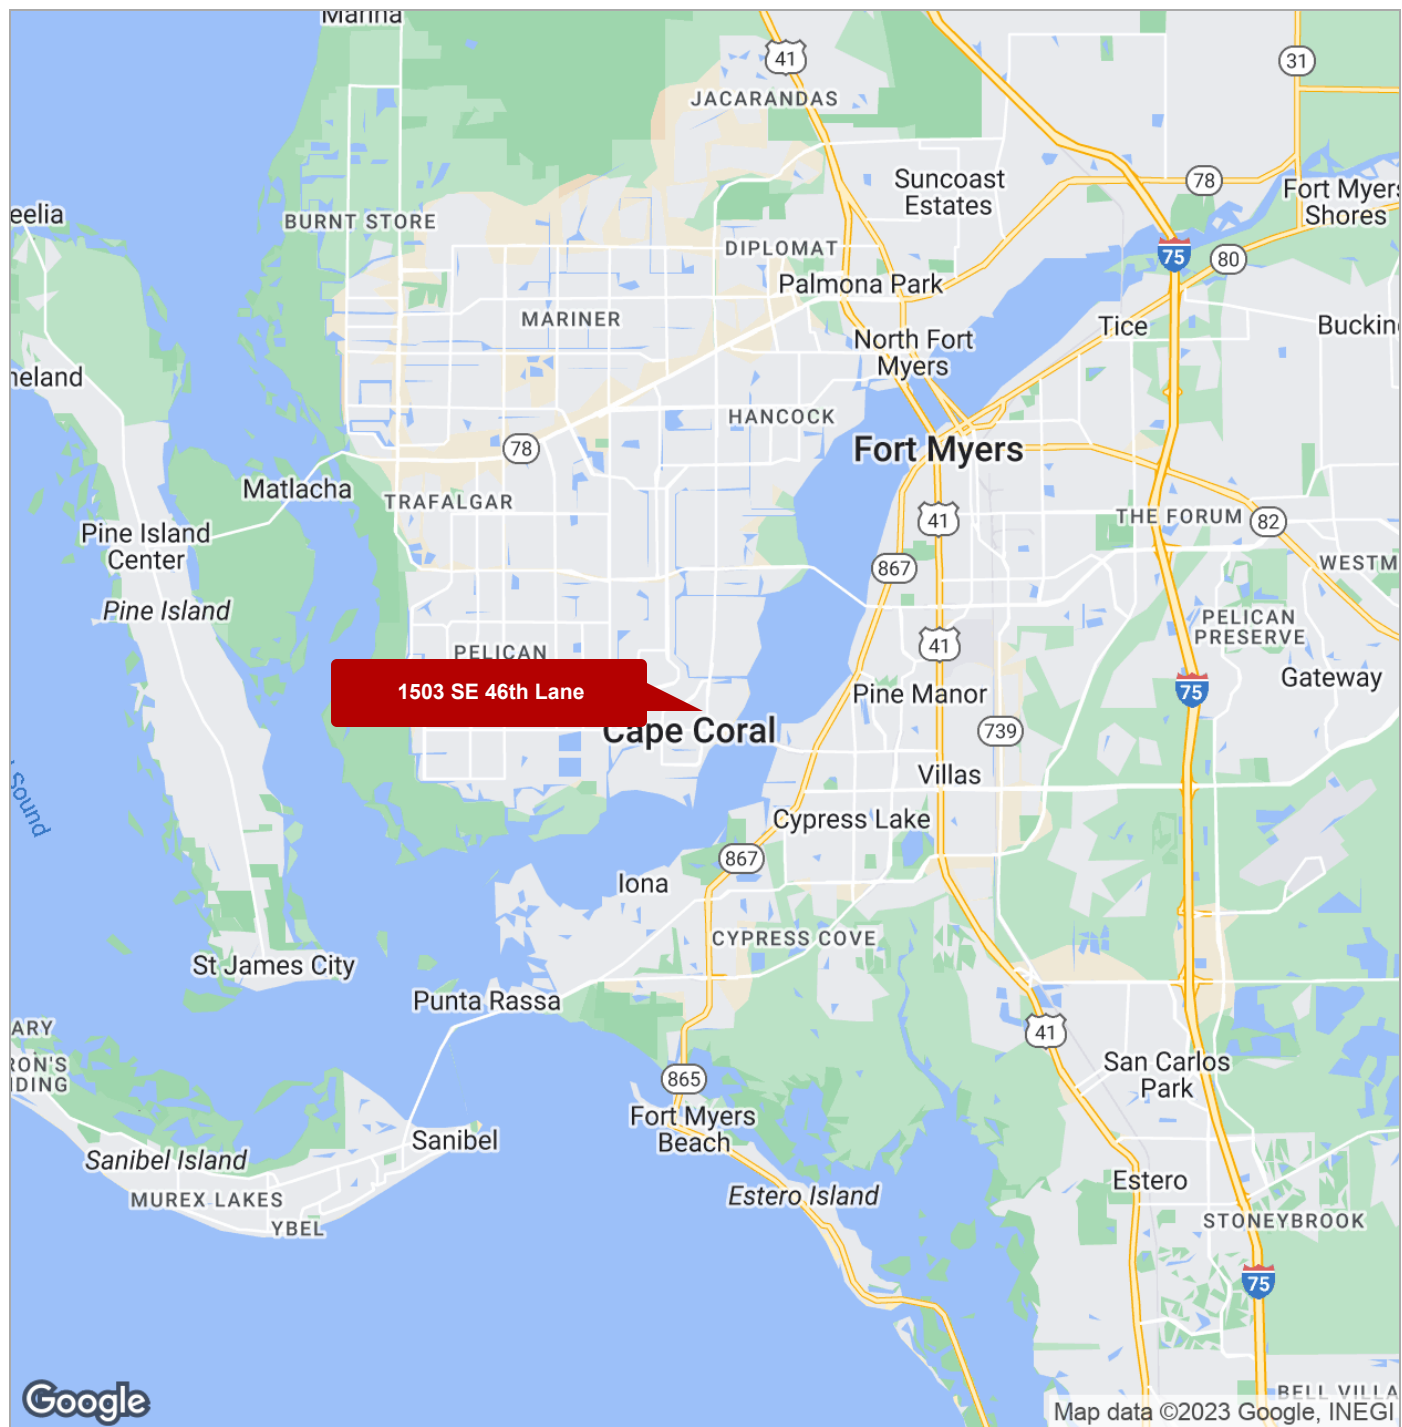 Marina
41
31
JACARANDAS
Suncoast
Estates
78
Fort Myers
Shores
eelia
BURNT STORE
DIPLOMAT
75
80
Palmona Park
MARINER
Tice
Buckin
North Fort
Myers
neland
HANCOCK
78
Fort Myers
Matlacha
TRAFALGAR
41
THE FORUM
82
Pine Island
Center
867
WESTM
Pine Island
PELICAN
PRESERVE
41
PELICAN
Gateway
1503 SE 46th Lane
Pine Manor
75
Cape Coral
739
Villas
Sound
Cypress Lake
867
Iona
CYPRESS COVE
St James City
Punta Rassa
ARY
RON'S
IDING
41
San Carlos
Park
865
Fort Myers
Beach
Sanibel
Sanibel Island
Estero
Estero Island
MUREX LAKES
YBEL
STONEYBROOK
75
BELL VILLA
Google
Map data ©2023 Google, INEGI